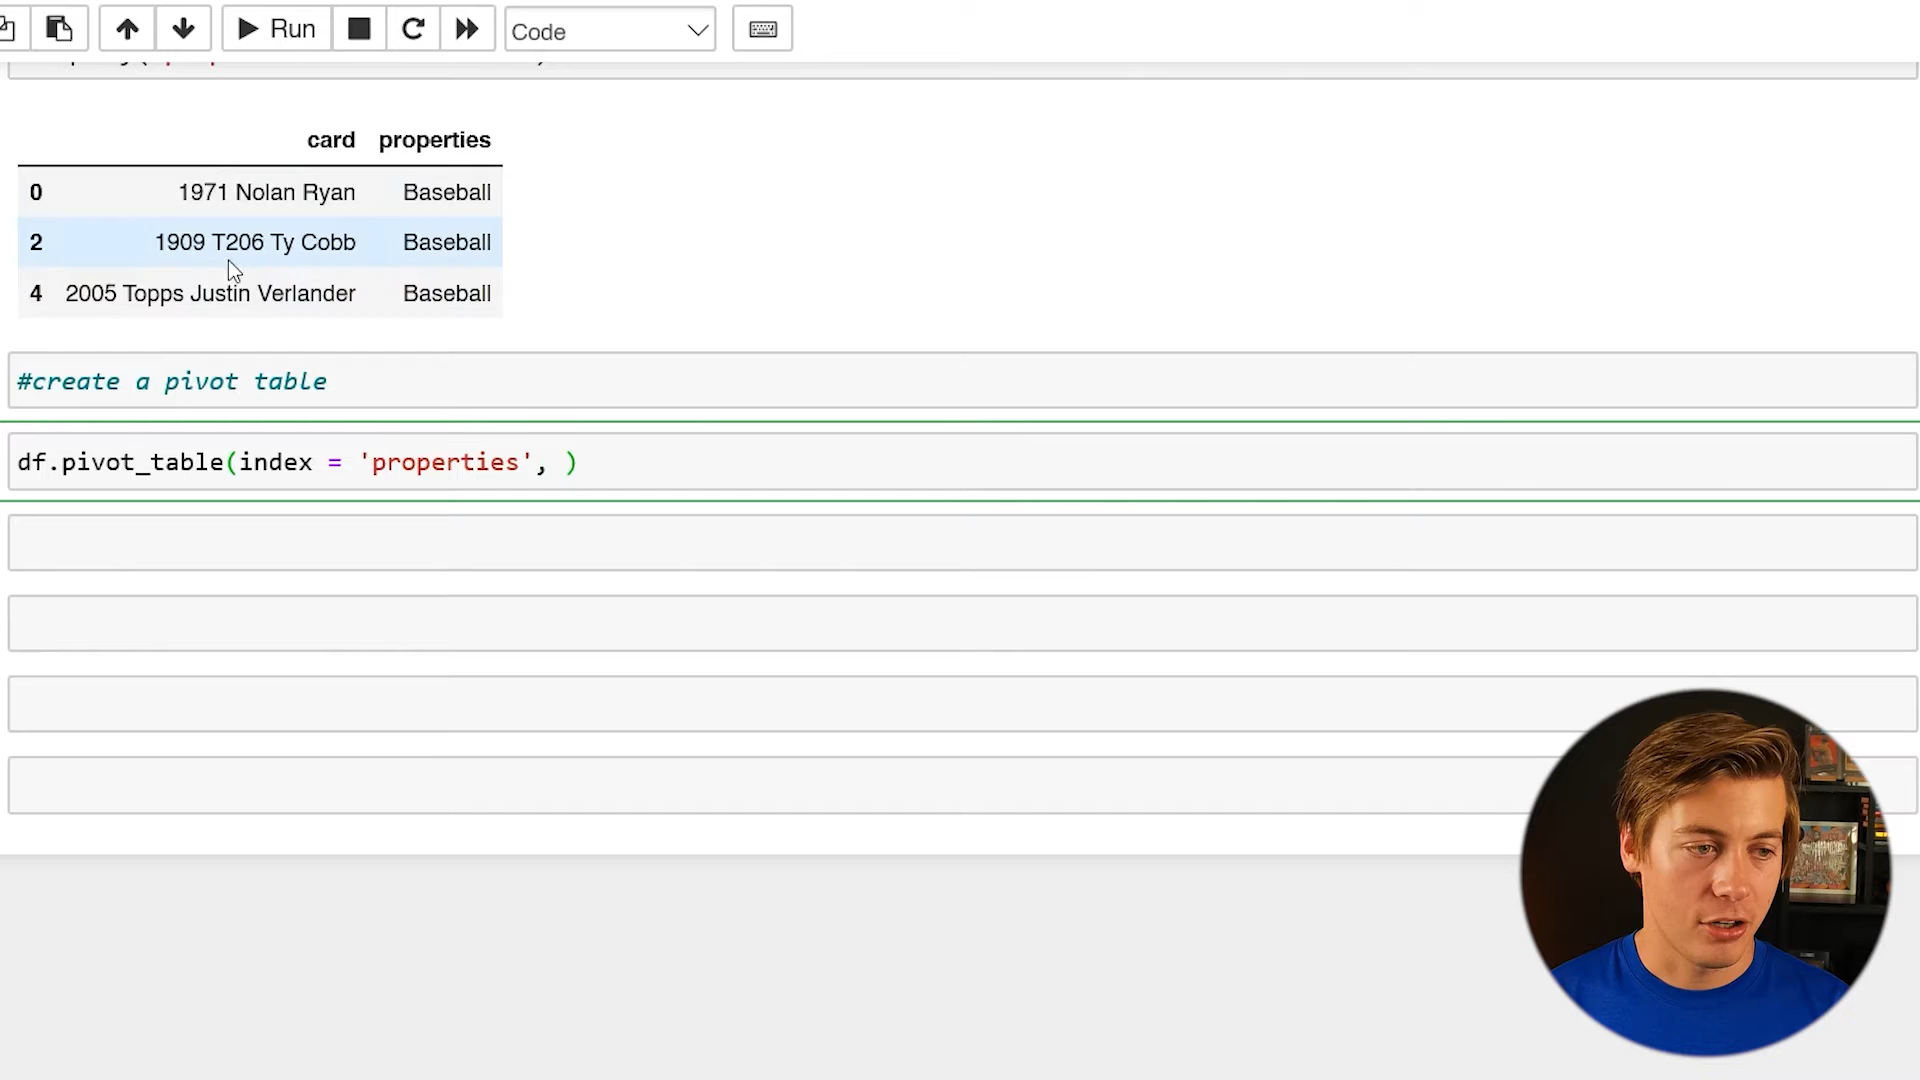 Run
Code
card properties
0 1971 Nolan Ryan Baseball
2 1909 T206 Ty Cobb Baseball
4 2005 Topps Justin Verlander Baseball
#create a pivot table
df.pivot_table(index = 'properties', )